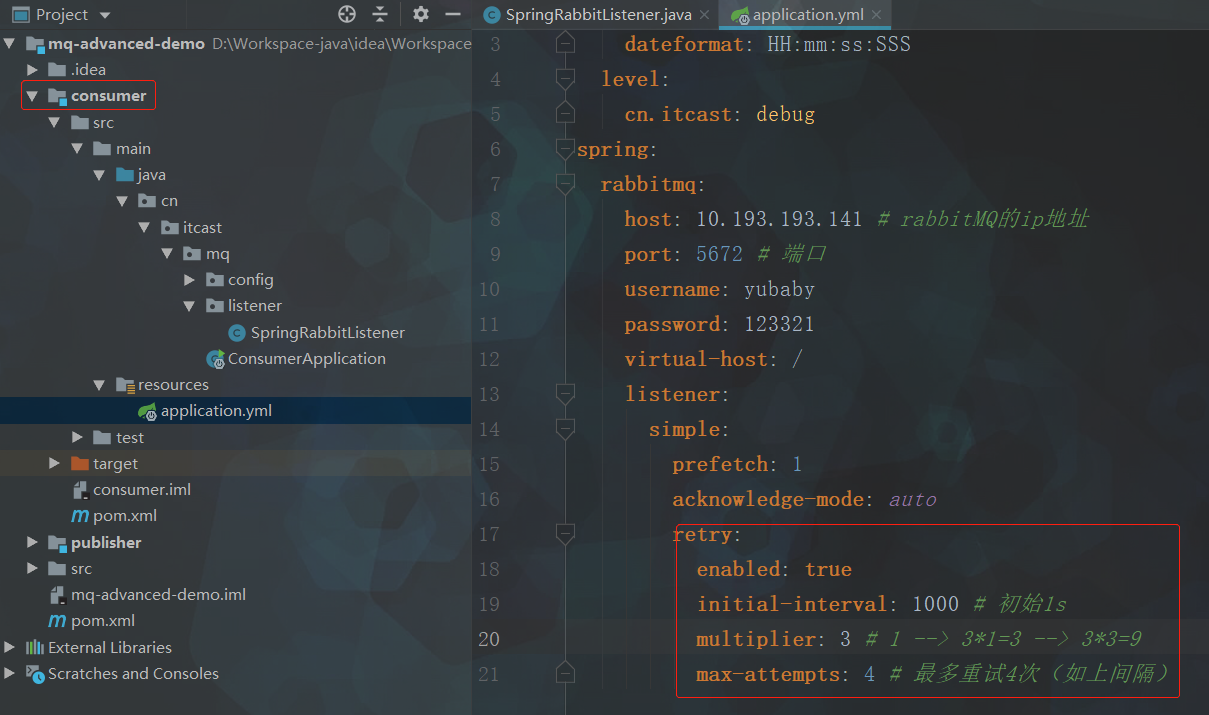 Project
mq-advanced-demo D:\Workspace-java\idea\Workspace
.idea
consumer
src
main
java
cn
itcast
mq
config
listener
SpringRabbitListener
ConsumerApplication
resources
application.yml
test
target
consumer.iml
pom.xml
publisher
src
mq-advanced-demo.iml
pom.xml
External Libraries
Scratches and Consoles
SpringRabbitListener.java application.yml
3 dateformat: HH:mm:ss:SSS
4 level:
5 cn.itcast: debug
6 spring:
7 rabbitmq:
8 host: 10.193.193.141 # rabbitMQ的ip地址
9 port: 5672 # 端口
10 username: yubaby
11 password: 123321
12 virtual-host: /
13 listener:
14 simple:
15 prefetch: 1
16 acknowledge-mode: auto
17 retry:
18 enabled: true
19 initial-interval: 1000 # 初始1s
20 multiplier: 3 # 1 --> 3*1=3 --> 3*3=9
21 max-attempts: 4 # 最多重试4次（如上间隔）